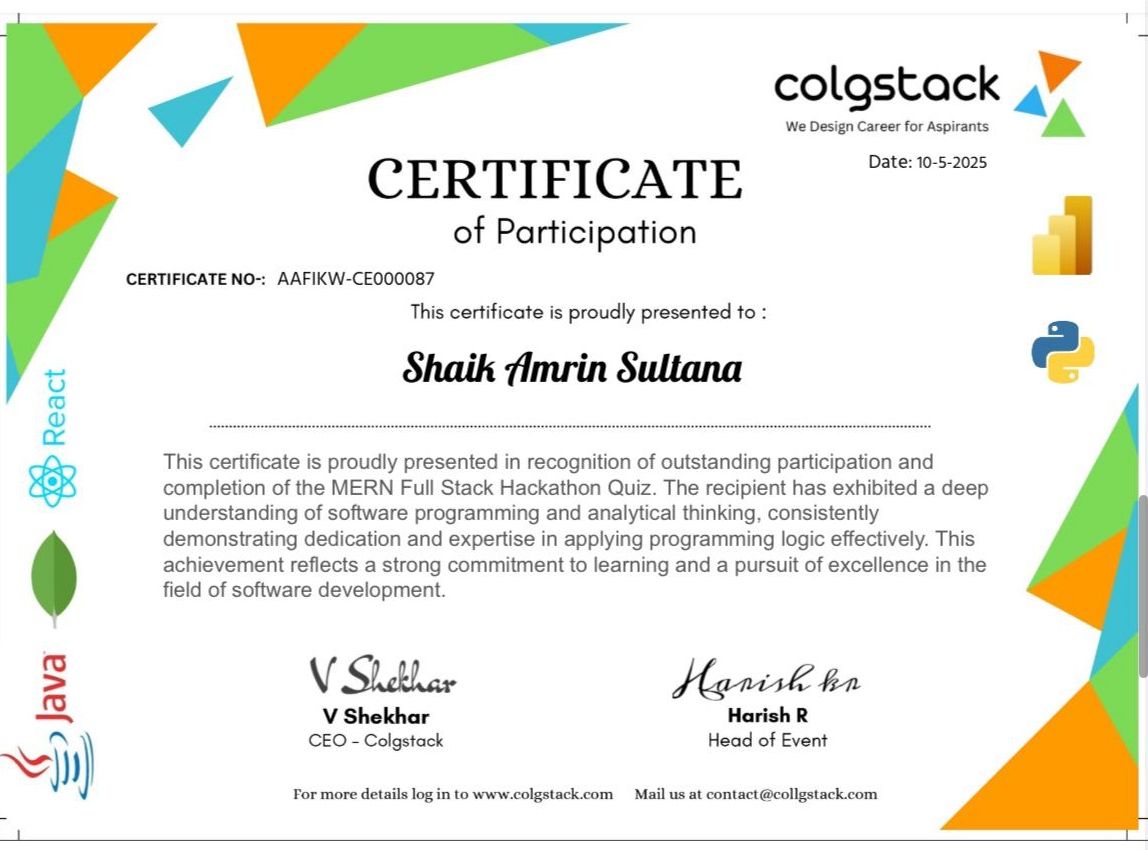 colgstack
We Design Career for Aspirants
Date: 10-5-2025
CERTIFICATE
of Participation
CERTIFICATE NO-: AAFIKW-CE000087
This certificate is proudly presented to :
Shaik Amrin Sultana
This certificate is proudly presented in recognition of outstanding participation and
completion of the MERN Full Stack Hackathon Quiz. The recipient has exhibited a deep
understanding of software programming and analytical thinking, consistently
demonstrating dedication and expertise in applying programming logic effectively. This
achievement reflects a strong commitment to learning and a pursuit of excellence in the
field of software development.
React
Java
V Shekhar
Harish kr
V Shekhar
Harish R
CEO - Colgstack
Head of Event
For more details log in to www.colgstack.com Mail us at contact@collgstack.com